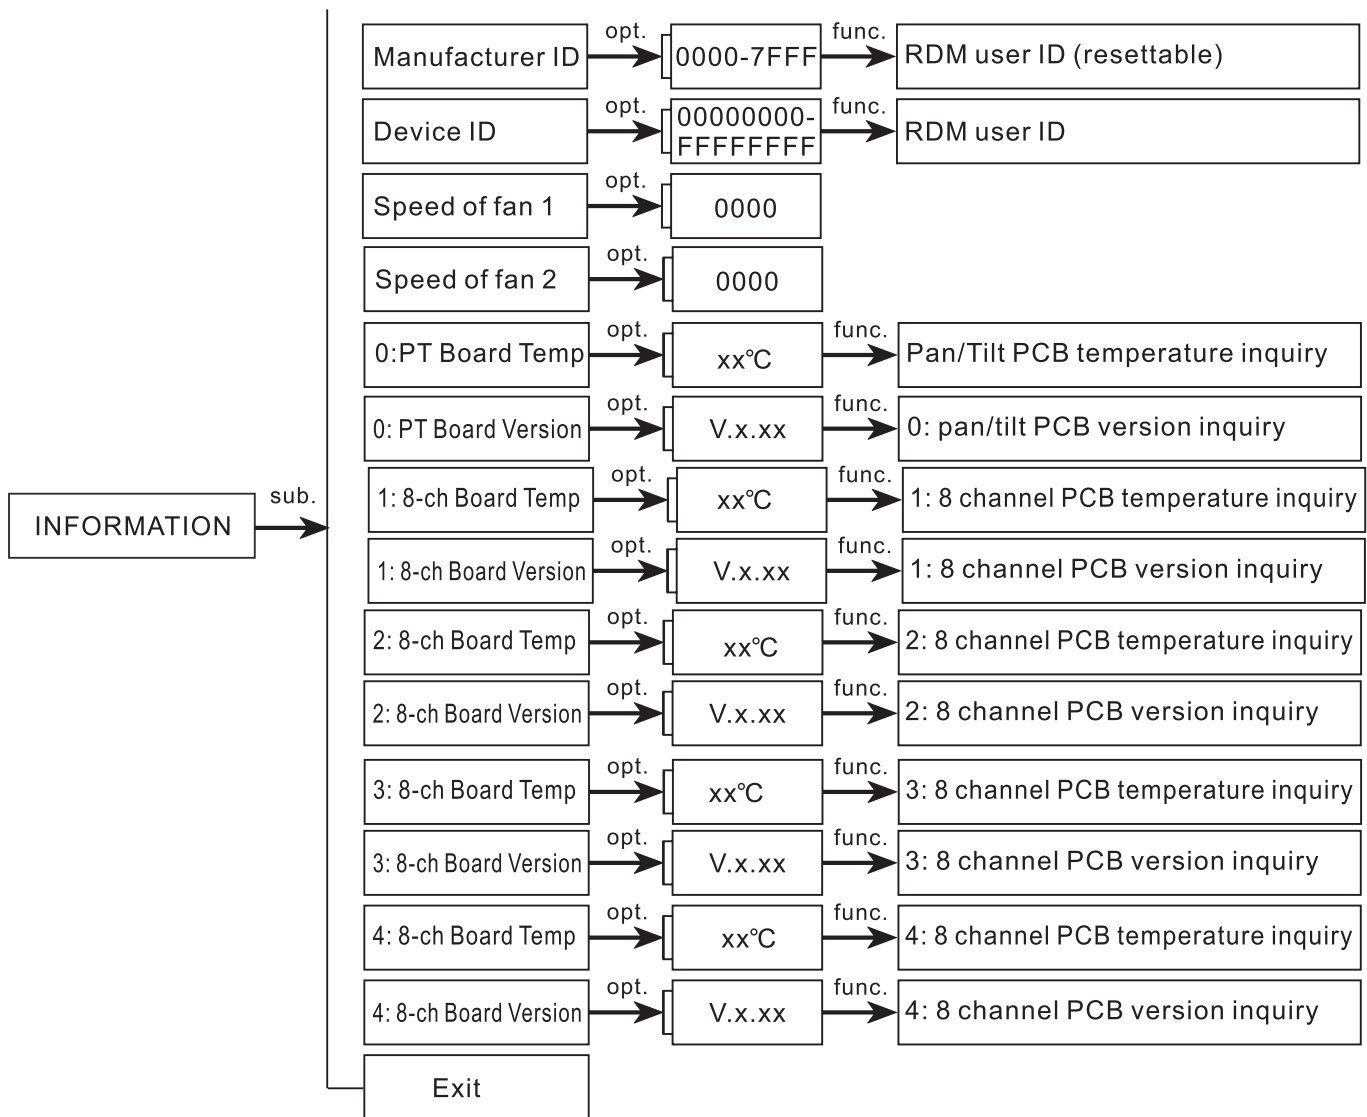 opt.
func.
Manufacturer ID
0000-7FFF
RDM user ID (resettable)
opt.
func.
Device ID
00000000-
FFFFFFFF
RDM user ID
opt.
Speed of fan 1
0000
opt.
Speed of fan 2
0000
opt.
func.
0:PT Board Temp
xx℃
Pan/Tilt PCB temperature inquiry
opt.
func.
0: PT Board Version
V.x.xx
0: pan/tilt PCB version inquiry
INFORMATION
sub.
opt.
func.
1: 8-ch Board Temp
xx℃
1: 8 channel PCB temperature inquiry
opt.
func.
1: 8-ch Board Version
V.x.xx
1: 8 channel PCB version inquiry
opt.
func.
2: 8-ch Board Temp
xx℃
2: 8 channel PCB temperature inquiry
opt.
func.
2: 8-ch Board Version
V.x.xx
2: 8 channel PCB version inquiry
opt.
func.
3: 8-ch Board Temp
xx℃
3: 8 channel PCB temperature inquiry
opt.
func.
3: 8-ch Board Version
V.x.xx
3: 8 channel PCB version inquiry
opt.
func.
4: 8-ch Board Temp
xx℃
4: 8 channel PCB temperature inquiry
opt.
func.
4: 8-ch Board Version
V.x.xx
4: 8 channel PCB version inquiry
Exit